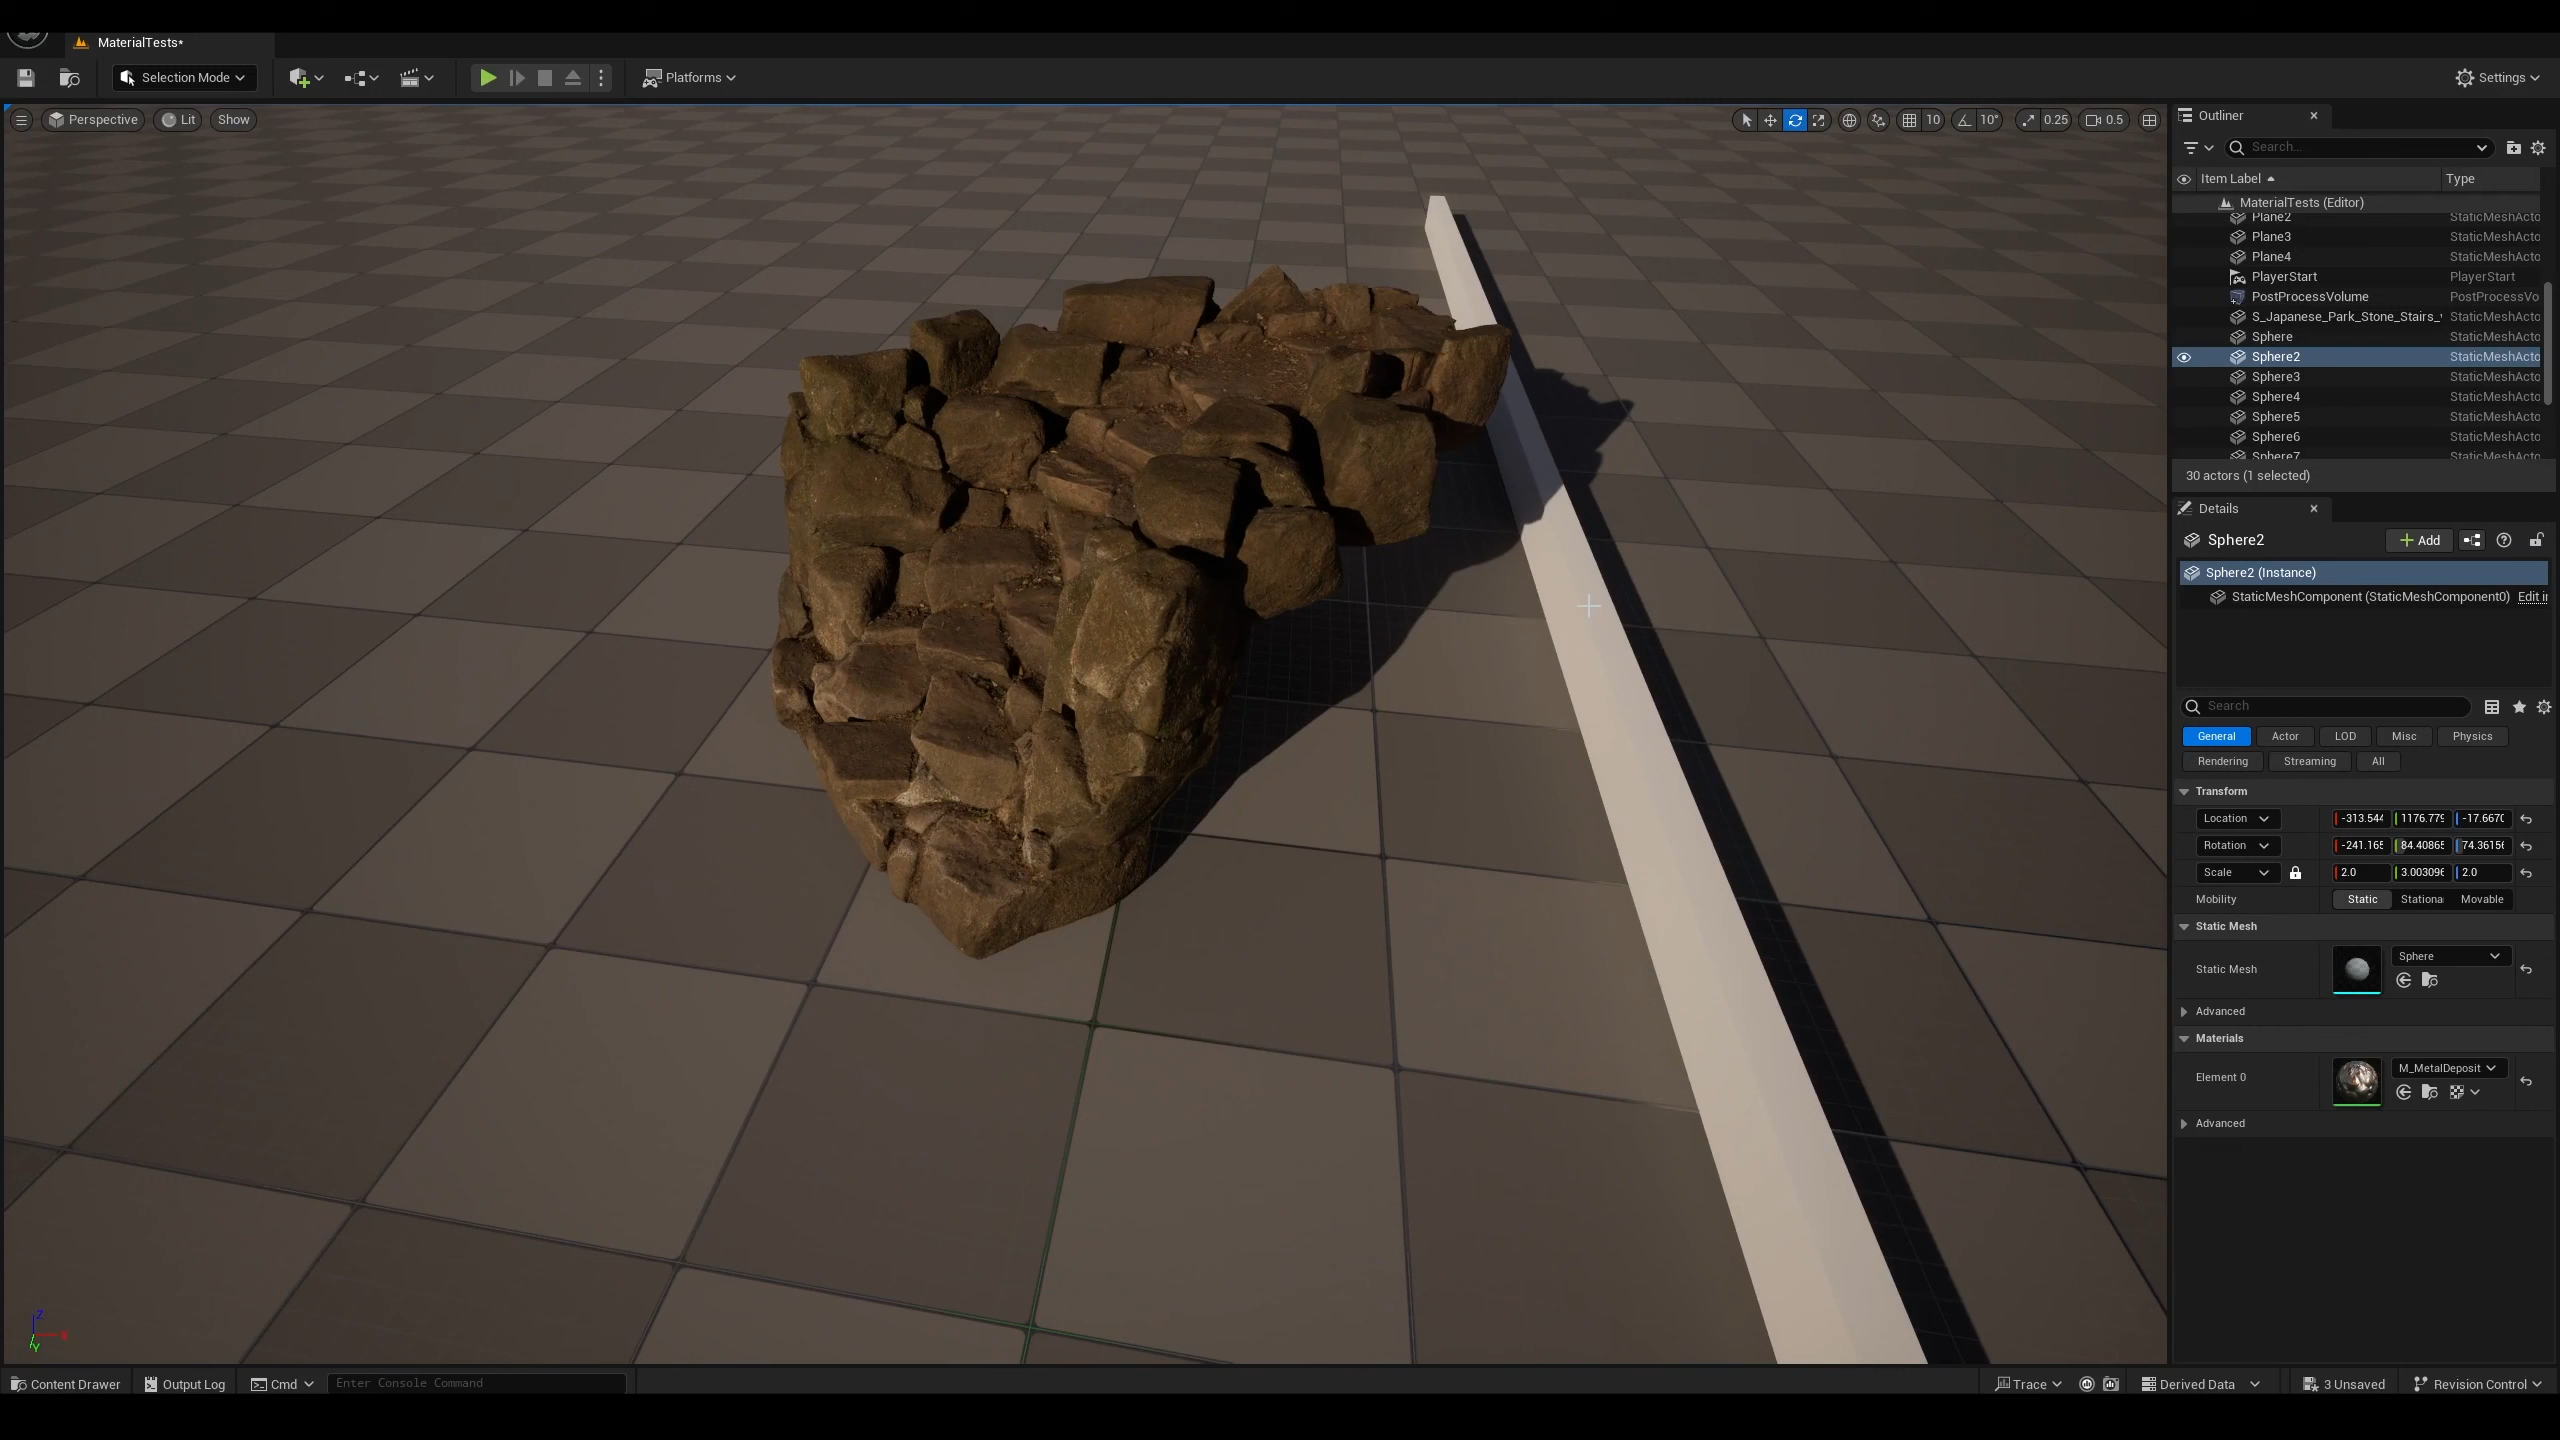 MaterialTests*
Selection Mode
Platforms
Settings
Perspective
Lit
Show
10
10°
0.25
0.5
Outliner
Search...
Item Label
Type
MaterialTests (Editor)
Plane2 StaticMeshActo
Plane3 StaticMeshActo
Plane4 StaticMeshActo
PlayerStart PlayerStart
PostProcessVolume PostProcessVo
S_Japanese_Park_Stone_Stairs_ StaticMeshActo
Sphere StaticMeshActo
Sphere2 StaticMeshActo
Sphere3 StaticMeshActo
Sphere4 StaticMeshActo
Sphere5 StaticMeshActo
Sphere6 StaticMeshActo
Sphere7 StaticMeshActo
30 actors (1 selected)
Details
Sphere2
Add
Sphere2 (Instance)
StaticMeshComponent (StaticMeshComponent0) Edit i
Search
General Actor LOD Misc Physics
Rendering Streaming All
Transform
Location -313.544 1176.779 -17.6670
Rotation -241.165 84.40865 74.36156
Scale 2.0 3.003096 2.0
Mobility Static Stationa Movable
Static Mesh
Static Mesh Sphere
Advanced
Materials
Element 0 M_MetalDeposit
Advanced
Z
X
Y
Content Drawer
Output Log
Cmd
Enter Console Command
Trace
Derived Data
3 Unsaved
Revision Control